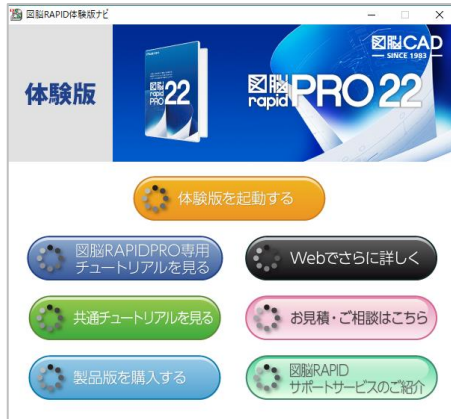 図脳RAPID体験版ナビ
体験版
図脳
rapid
PRO 22
図脳CAD
SINCE 1983
図脳
rapid PRO 22
体験版を起動する
図脳RAPIDPRO専用
チュートリアルを見る
Webでさらに詳しく
共通チュートリアルを見る
お見積・ご相談はこちら
製品版を購入する
図脳RAPID
サポートサービスのご紹介